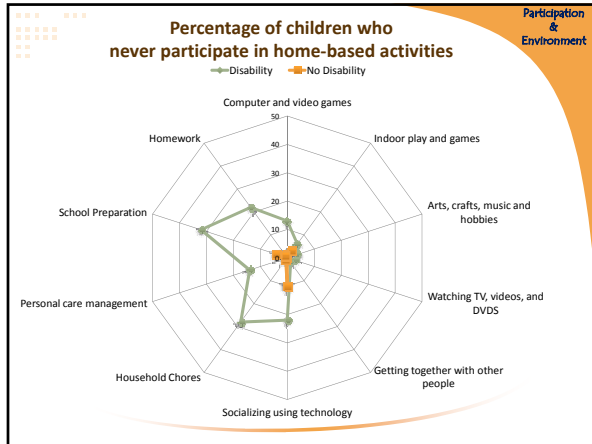 Participation
&
Environment
Percentage of children who
never participate in home-based activities
Disability
No Disability
Computer and video games
50
40
30
20
10
0
Indoor play and games
Arts, crafts, music and
hobbies
Watching TV, videos, and
DVDS
Getting together with other
people
Socializing using technology
Household Chores
Personal care management
School Preparation
Homework